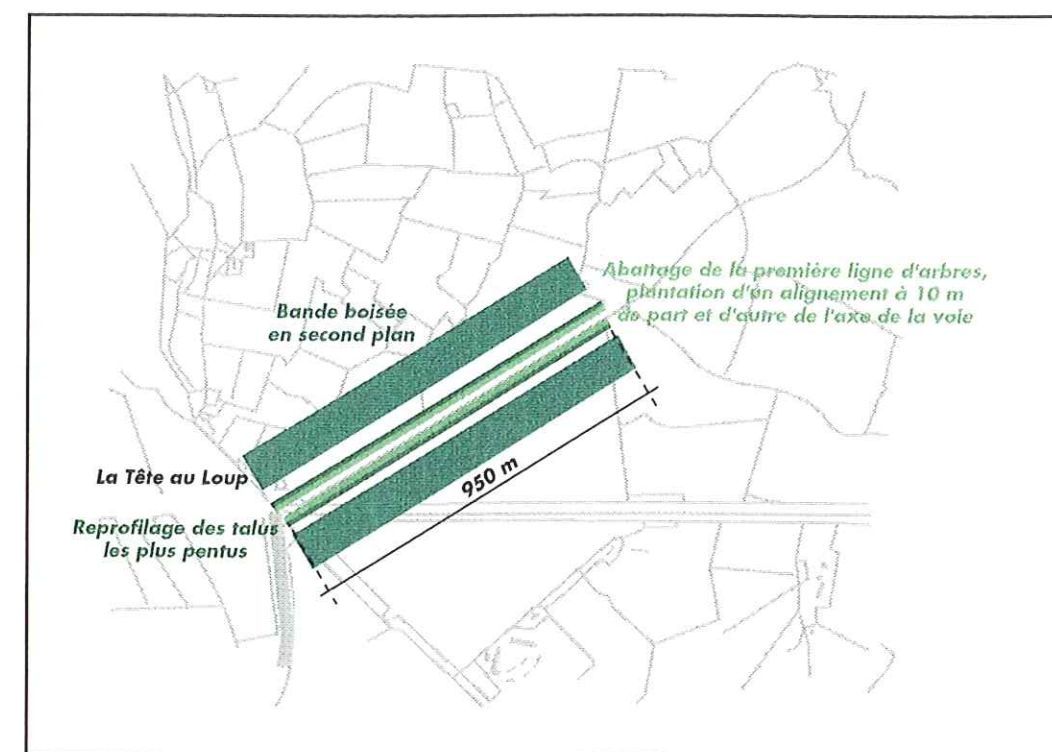 Abattage de la première ligne d'arbres,
plantation d'un alignement à 10 m
de part et d'autre de l'axe de la voie
Bande boisée
en second plan
950 m
La Tête au Loup
Reprofilage des talus
les plus pentus